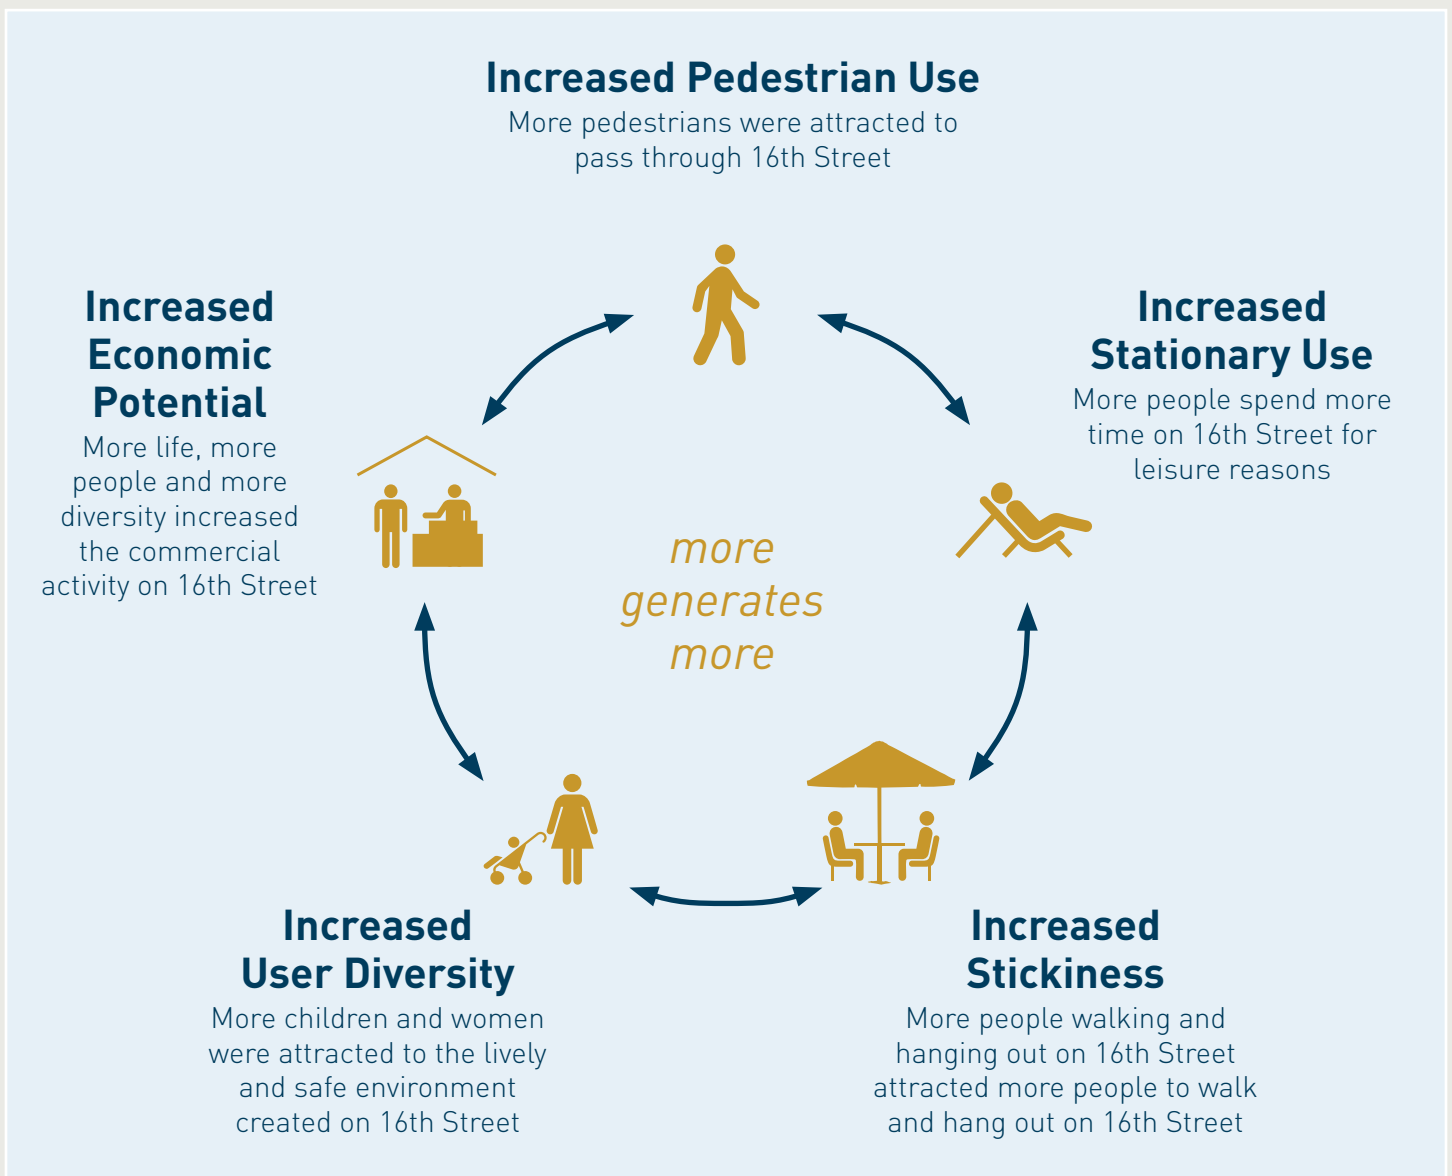 Increased Pedestrian Use
More pedestrians were attracted to
pass through 16th Street
Increased
Economic
Potential
More life, more
people and more
diversity increased
the commercial
activity on 16th Street
Increased
Stationary Use
More people spend more
time on 16th Street for
leisure reasons
more
generates
more
Increased
User Diversity
More children and women
were attracted to the lively
and safe environment
created on 16th Street
Increased
Stickiness
More people walking and
hanging out on 16th Street
attracted more people to walk
and hang out on 16th Street